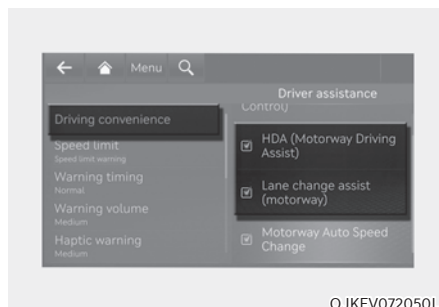 Menu
Driver assistance
Driving convenience
Speed limit
Speed limit warning
Warning timing
Normal
Warning volume
Medium
Haptic warning
Medium
Control)
HDA (Motorway Driving
Assist)
Lane change assist
(motorway)
Motorway Auto Speed
Change
OJKEV072050L